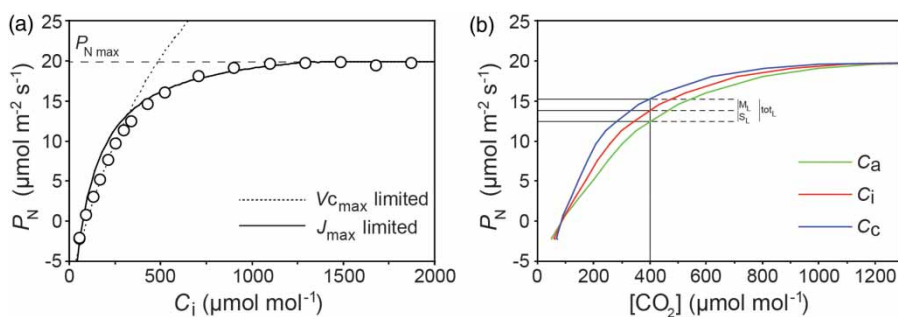 (a)
25
20
15
10
5
0
-5
P_N (μmol m⁻² s⁻¹)
P_N max
Vc_max limited
J_max limited
0 500 1000 1500 2000
C_i (μmol mol⁻¹)
(b)
25
20
15
10
5
0
-5
P_N (μmol m⁻² s⁻¹)
M_L
S_L
tot_L
C_a
C_i
C_c
0 200 400 600 800 1000 1200
[CO₂] (μmol mol⁻¹)